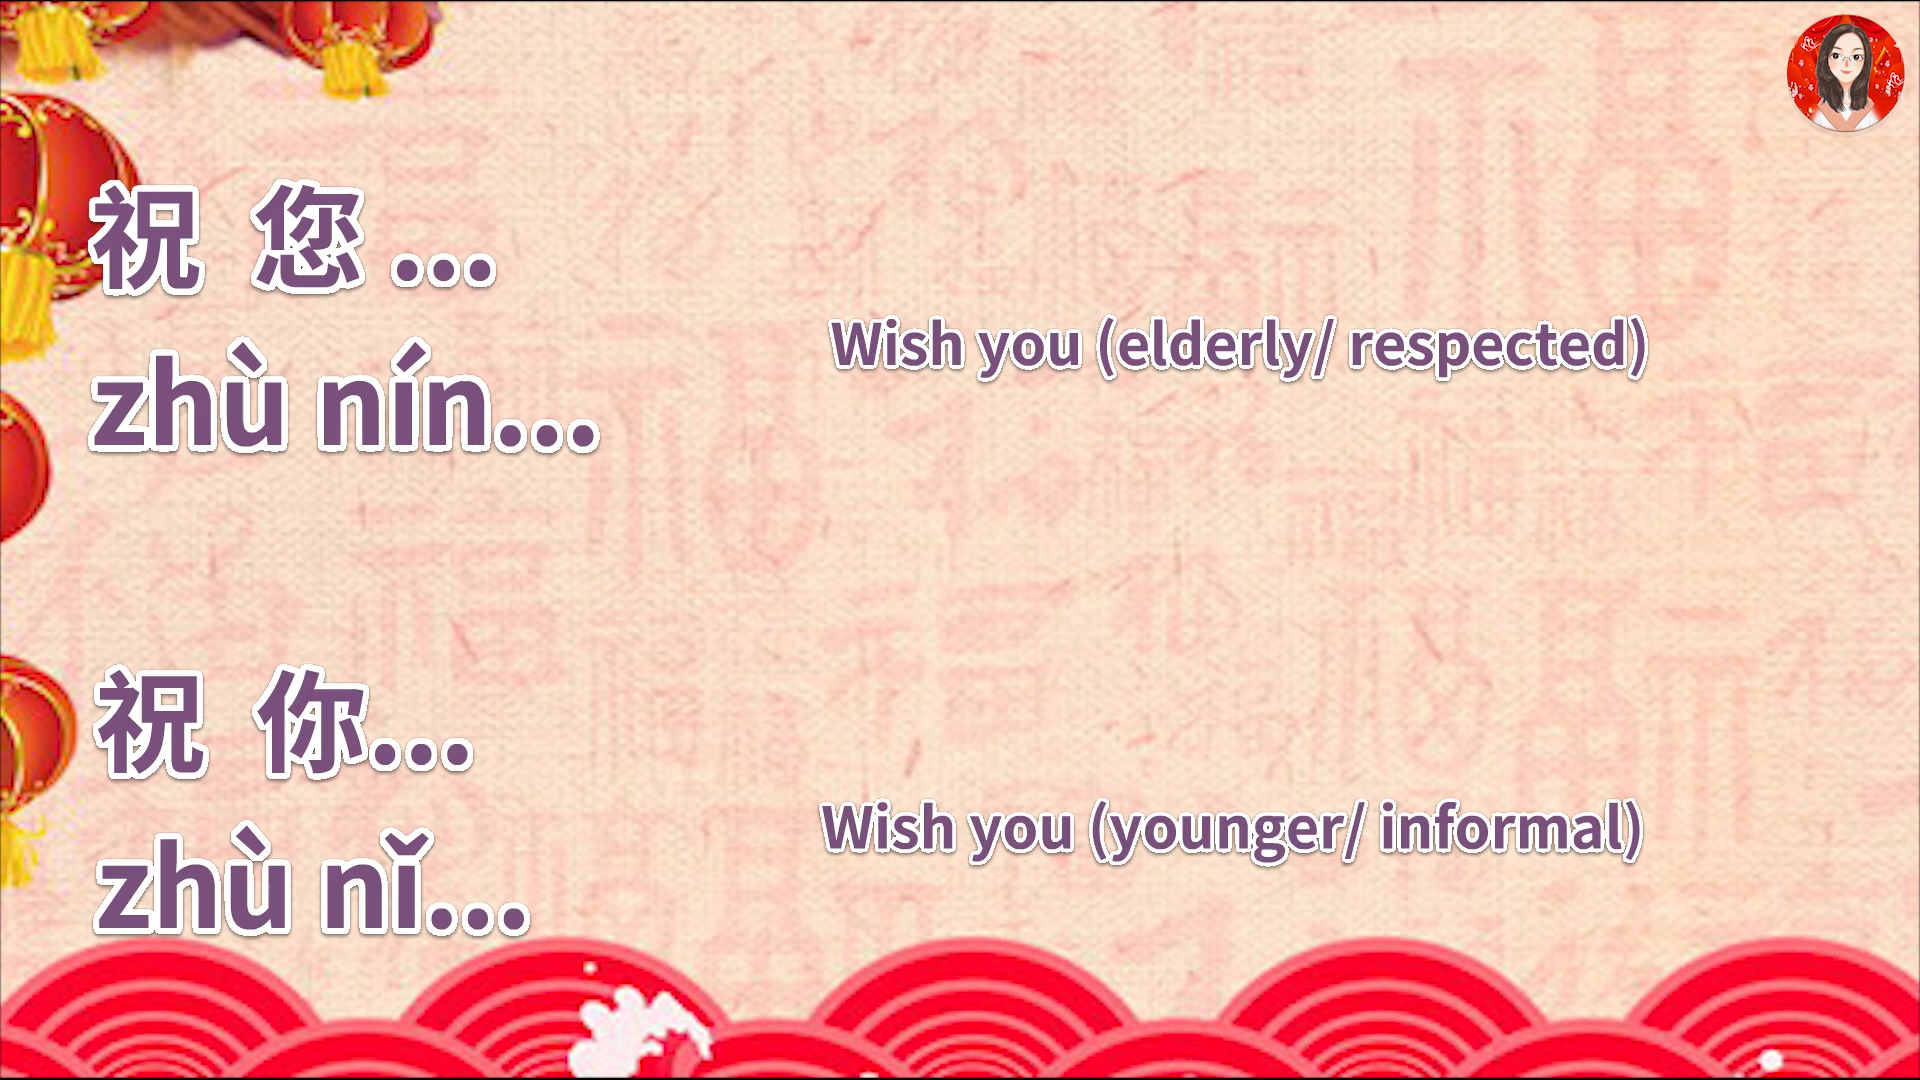 祝 您 ...
zhù nín...
Wish you (elderly/ respected)
祝 你...
zhù nǐ...
Wish you (younger/ informal)